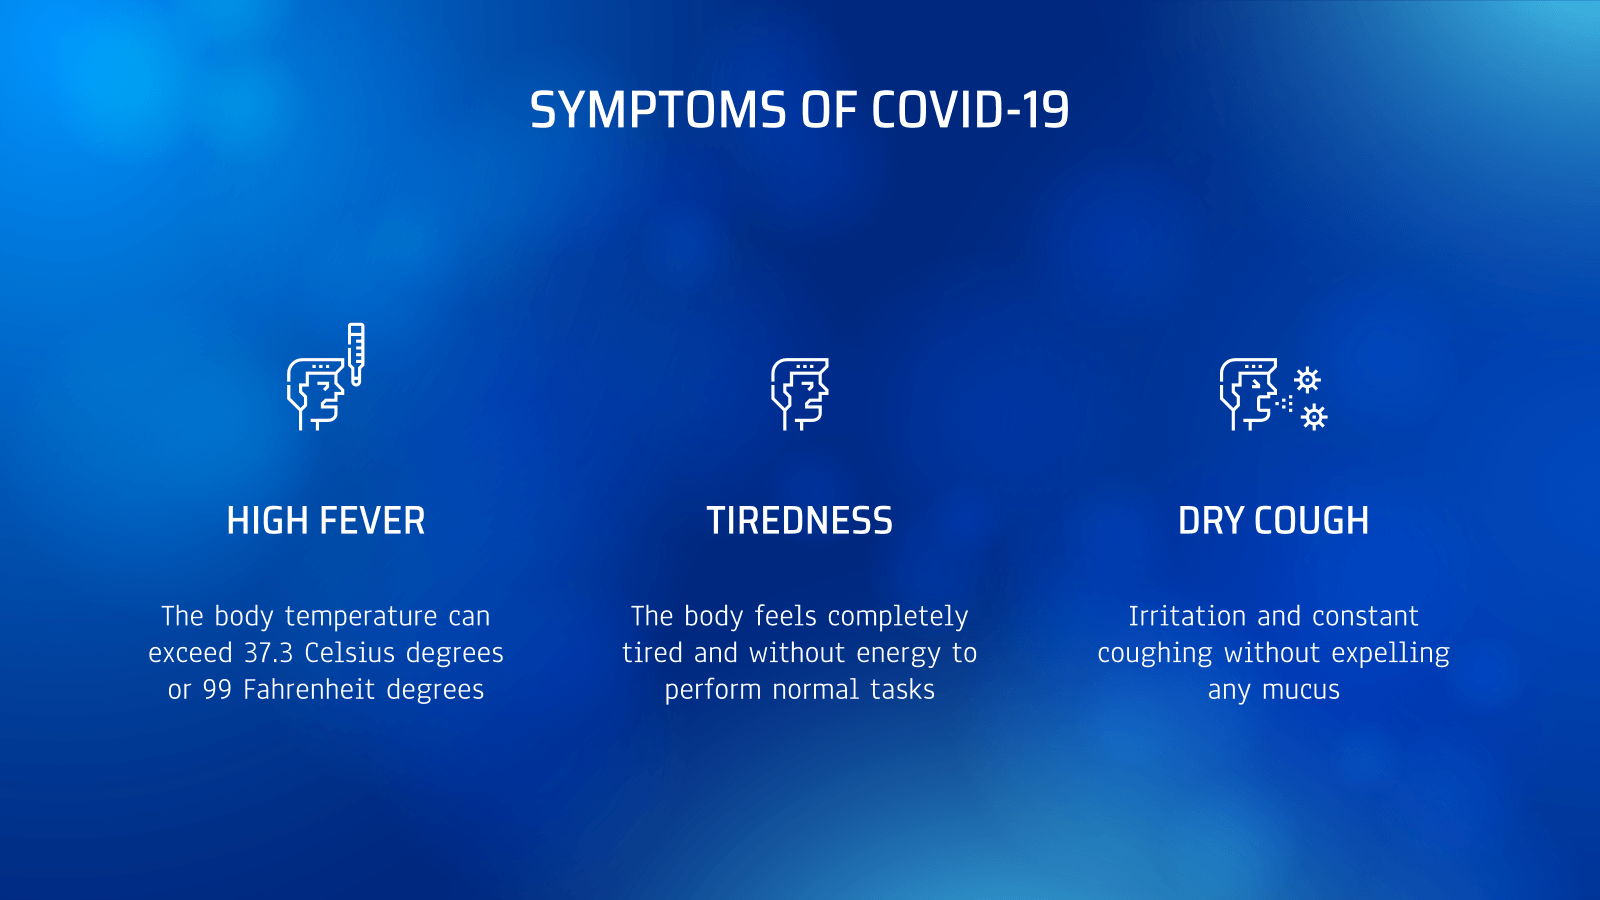 SYMPTOMS OF COVID-19
HIGH FEVER
The body temperature can
exceed 37.3 Celsius degrees
or 99 Fahrenheit degrees
TIREDNESS
The body feels completely
tired and without energy to
perform normal tasks
DRY COUGH
Irritation and constant
coughing without expelling
any mucus